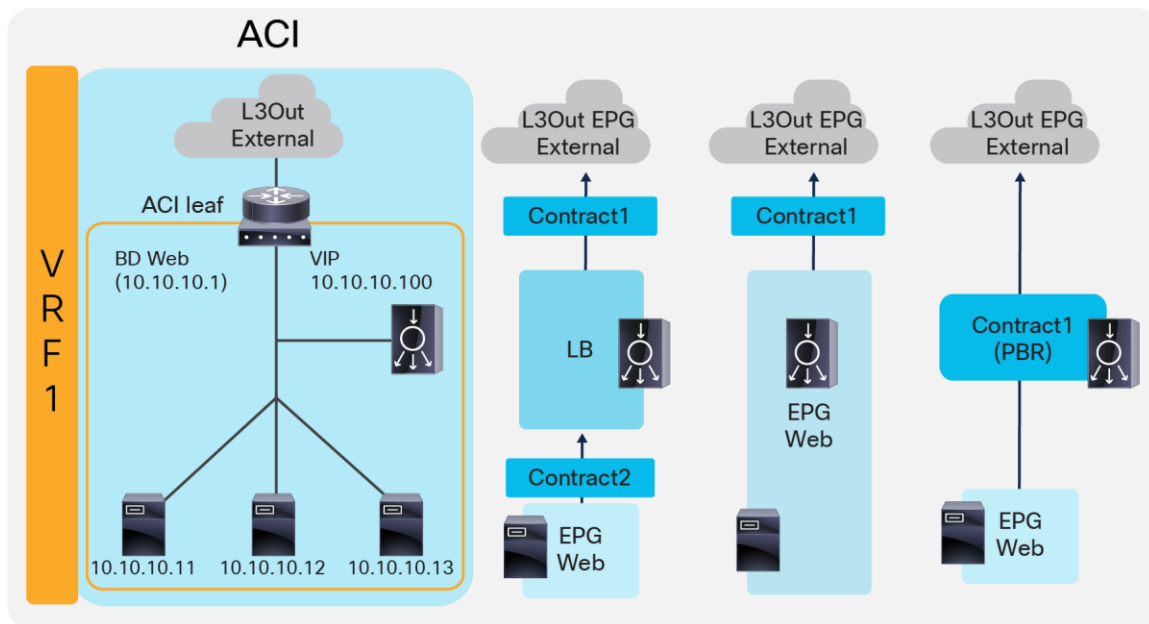 ACI
VRF1
L3Out
External
ACI leaf
BD Web
(10.10.10.1)
VIP
10.10.10.100
10.10.10.11
10.10.10.12
10.10.10.13
L3Out EPG
External
Contract1
LB
Contract2
EPG
Web
L3Out EPG
External
Contract1
EPG
Web
L3Out EPG
External
Contract1
(PBR)
EPG
Web